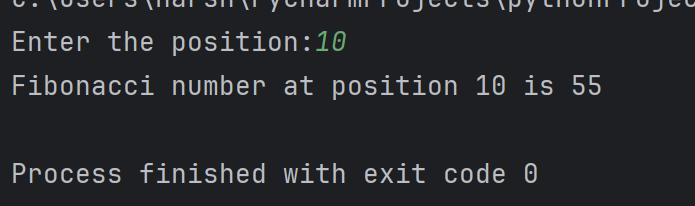 Enter the position:10
Fibonacci number at position 10 is 55
Process finished with exit code 0